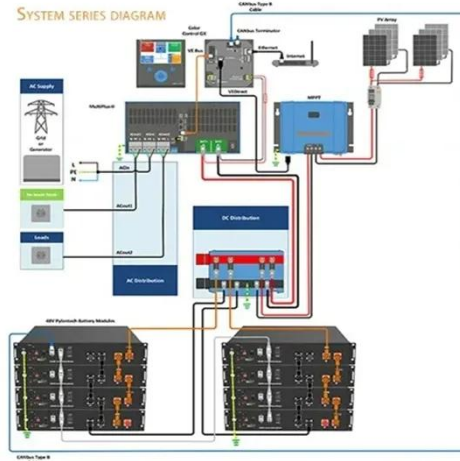 SYSTEM SERIES DIAGRAM
CANbus Type B
Cable
Color
Control GX
CANbus Terminator
PV Array
VE.Bus
Ethernet
Internet
AC Supply
VE.Direct
MPPT
MultiPlus-II
Grid
or
Generator
L
PE
N
ACin
ACout1
Loads
ACout2
AC Distribution
DC Distribution
48V Pylontech Battery Modules
CANbus Type B